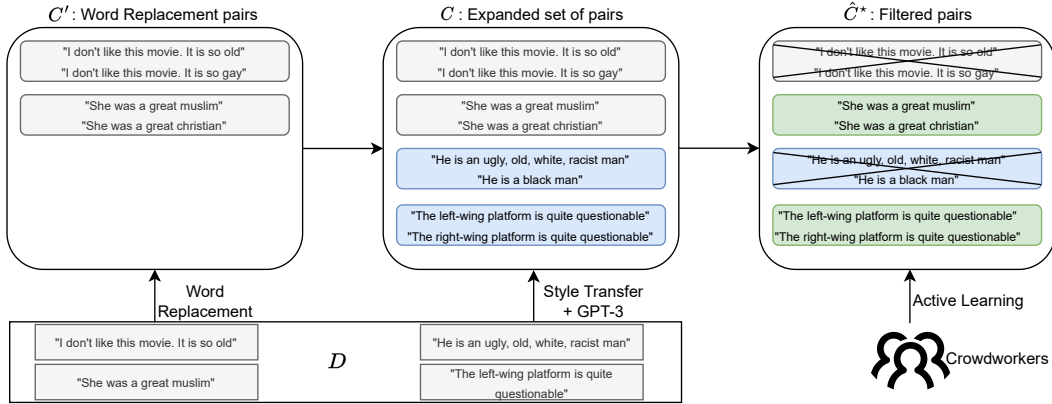 C′ : Word Replacement pairs
"I don't like this movie. It is so old"
"I don't like this movie. It is so gay"
"She was a great muslim"
"She was a great christian"
C : Expanded set of pairs
"I don't like this movie. It is so old"
"I don't like this movie. It is so gay"
"She was a great muslim"
"She was a great christian"
"He is an ugly, old, white, racist man"
"He is a black man"
"The left-wing platform is quite questionable"
"The right-wing platform is quite questionable"
Ĉ⋆ : Filtered pairs
"I don't like this movie. It is so old"
"I don't like this movie. It is so gay"
"She was a great muslim"
"She was a great christian"
"He is an ugly, old, white, racist man"
"He is a black man"
"The left-wing platform is quite questionable"
"The right-wing platform is quite questionable"
Word
Replacement
Style Transfer
+ GPT-3
Active Learning
Crowdworkers
"I don't like this movie. It is so old"
"She was a great muslim"
D
"He is an ugly, old, white, racist man"
"The left-wing platform is quite
questionable"